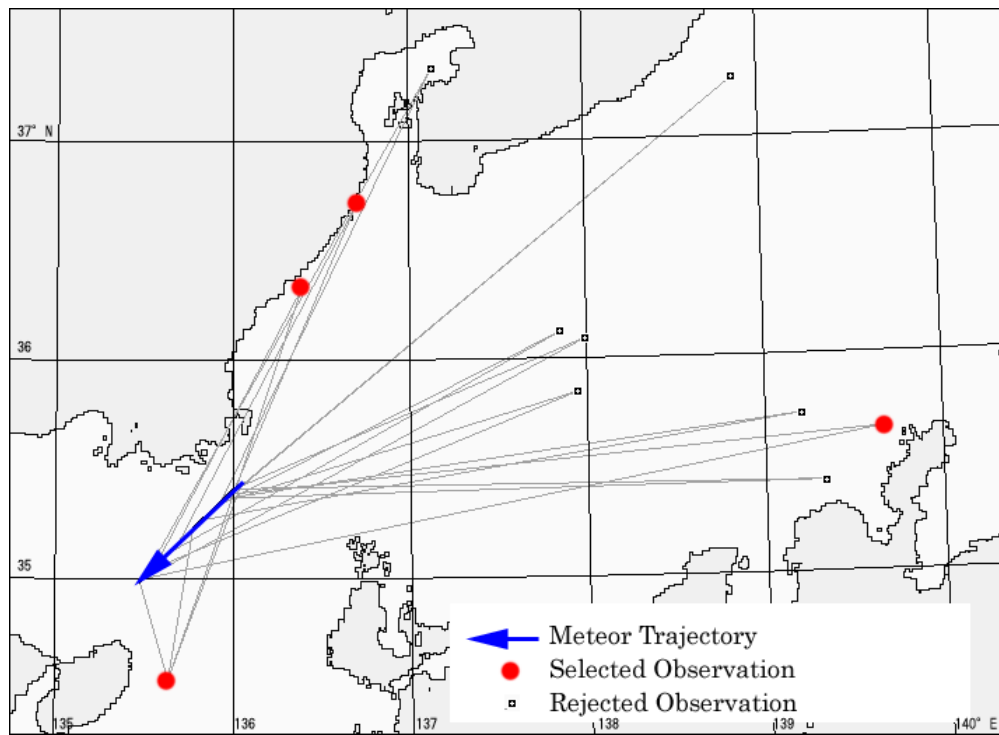 37° N
36
35
Meteor Trajectory
Selected Observation
Rejected Observation
135
136
137
138
139
140° E